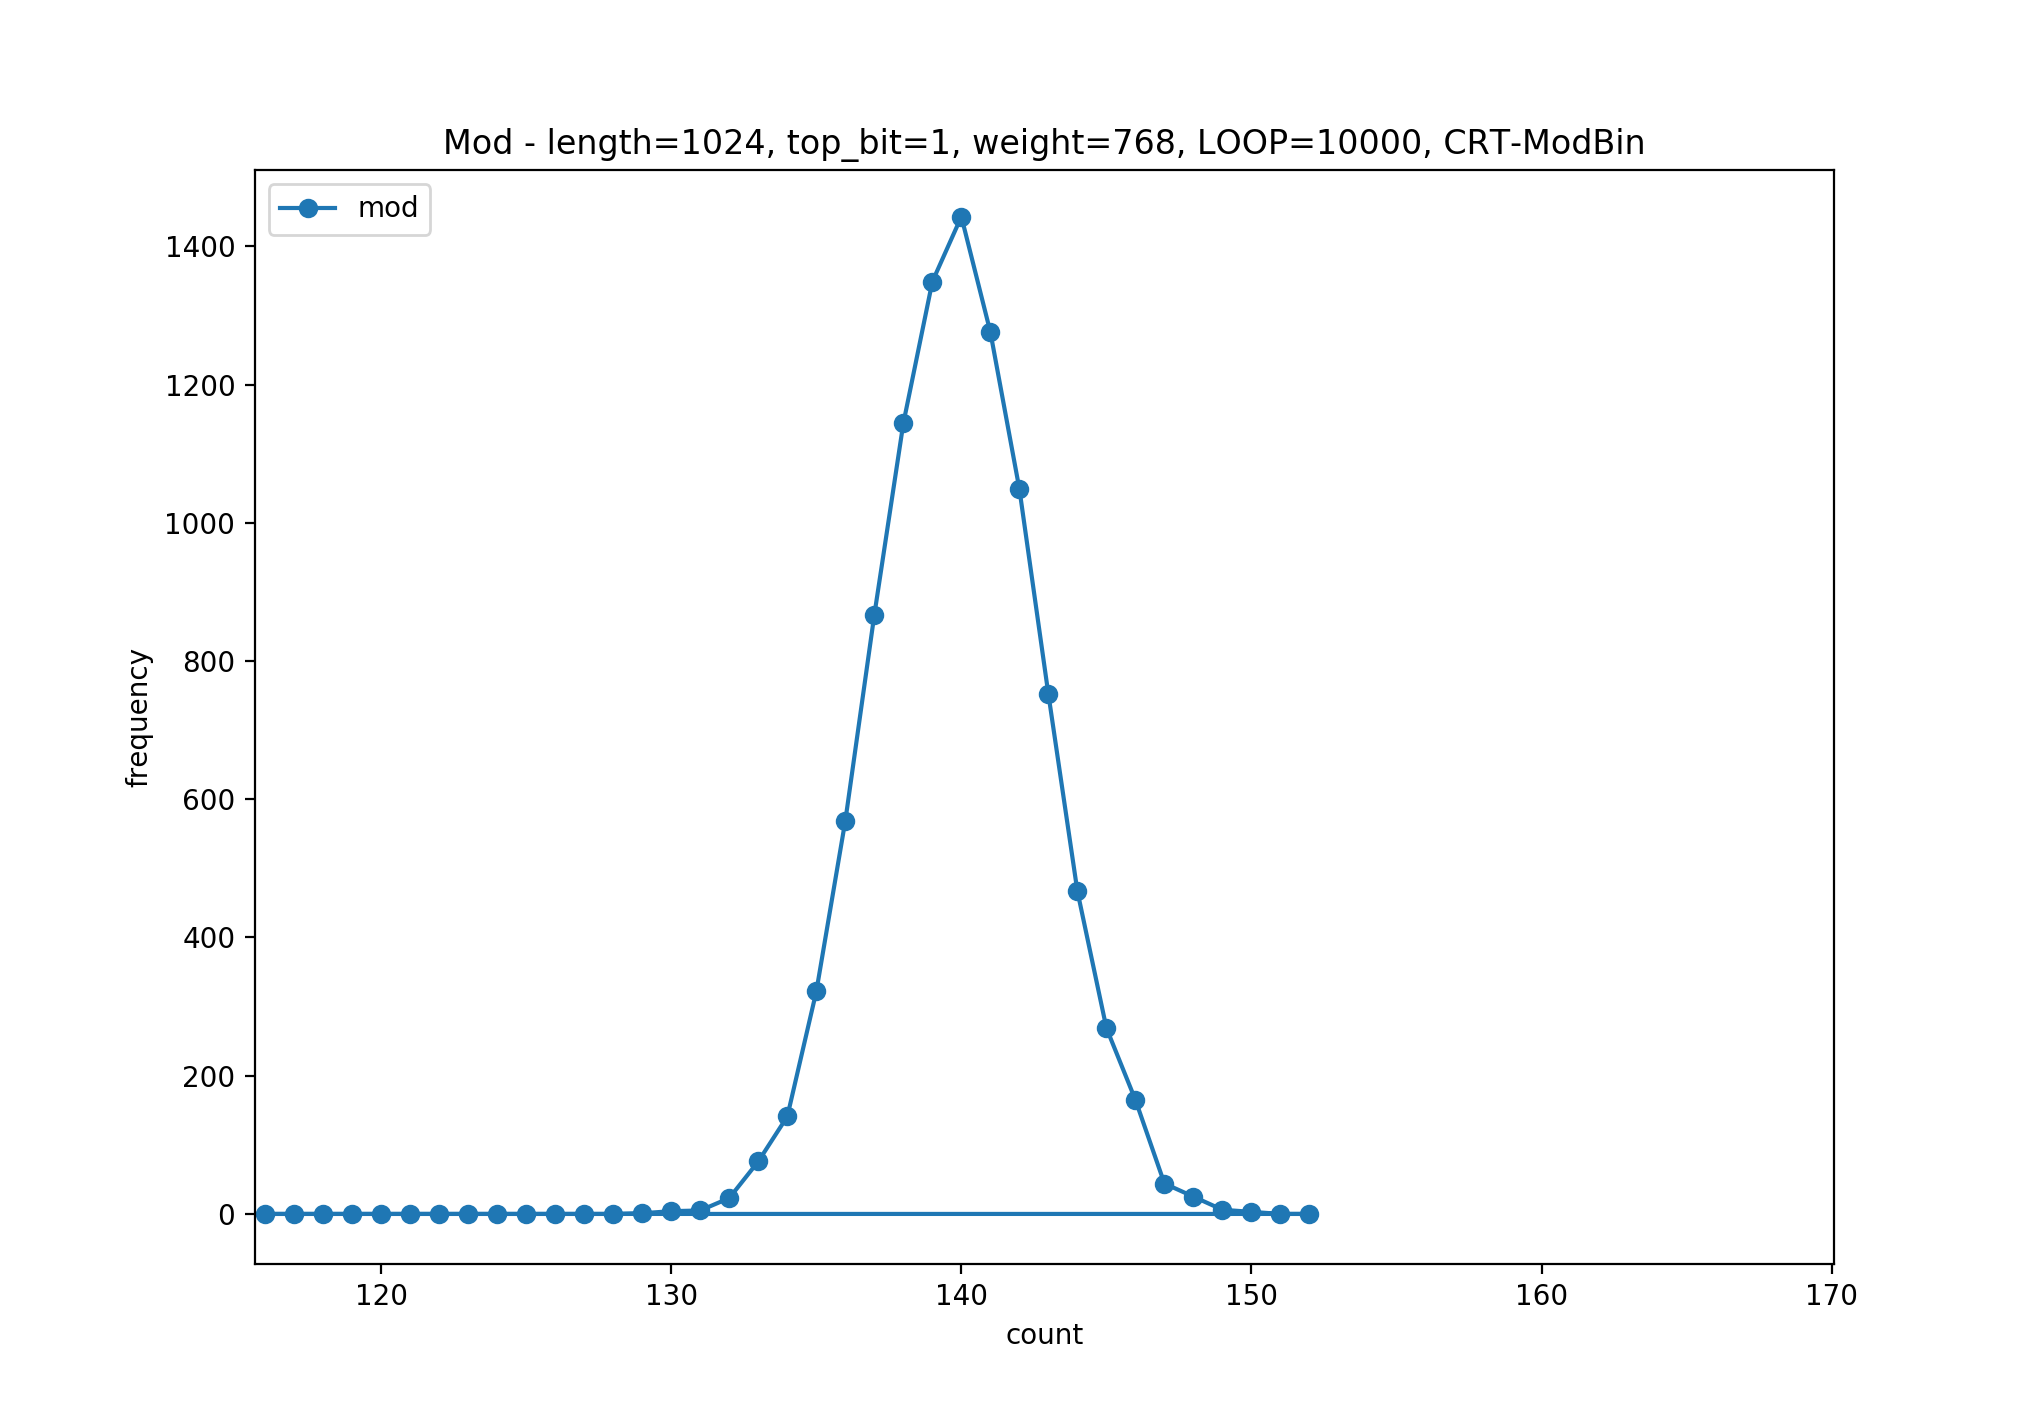 Mod - length=1024, top_bit=1, weight=768, LOOP=10000, CRT-ModBin
mod
1400
1200
1000
800
600
400
200
0
frequency
120 130 140 150 160 170
count